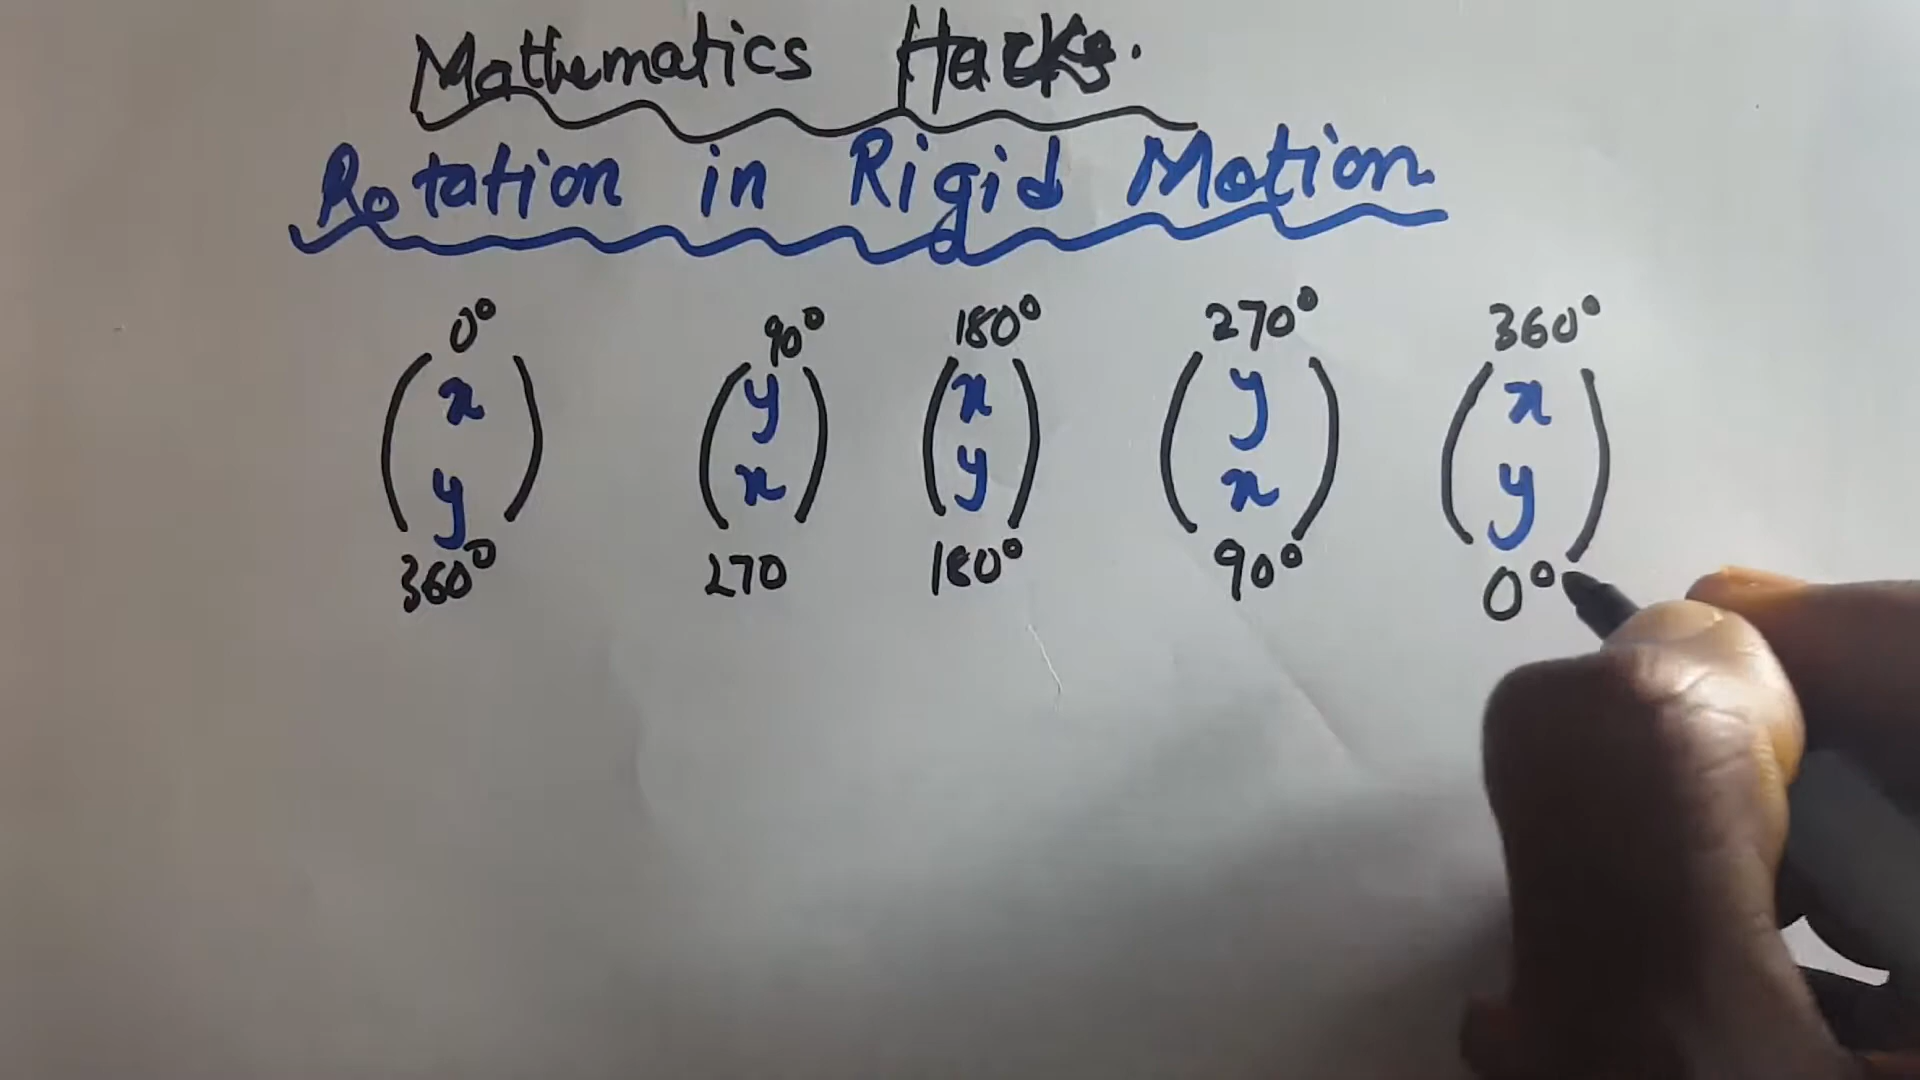 Mathematics Hacks.
Rotation in Rigid Motion
0° 90° 180° 270° 360°
(x y) (y x) (x y) (y x) (x y)
360° 270 180° 90° 0°